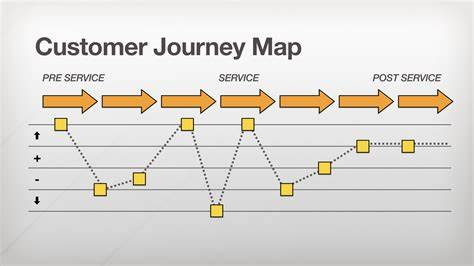 Customer Journey Map
PRE SERVICE SERVICE POST SERVICE
+
-